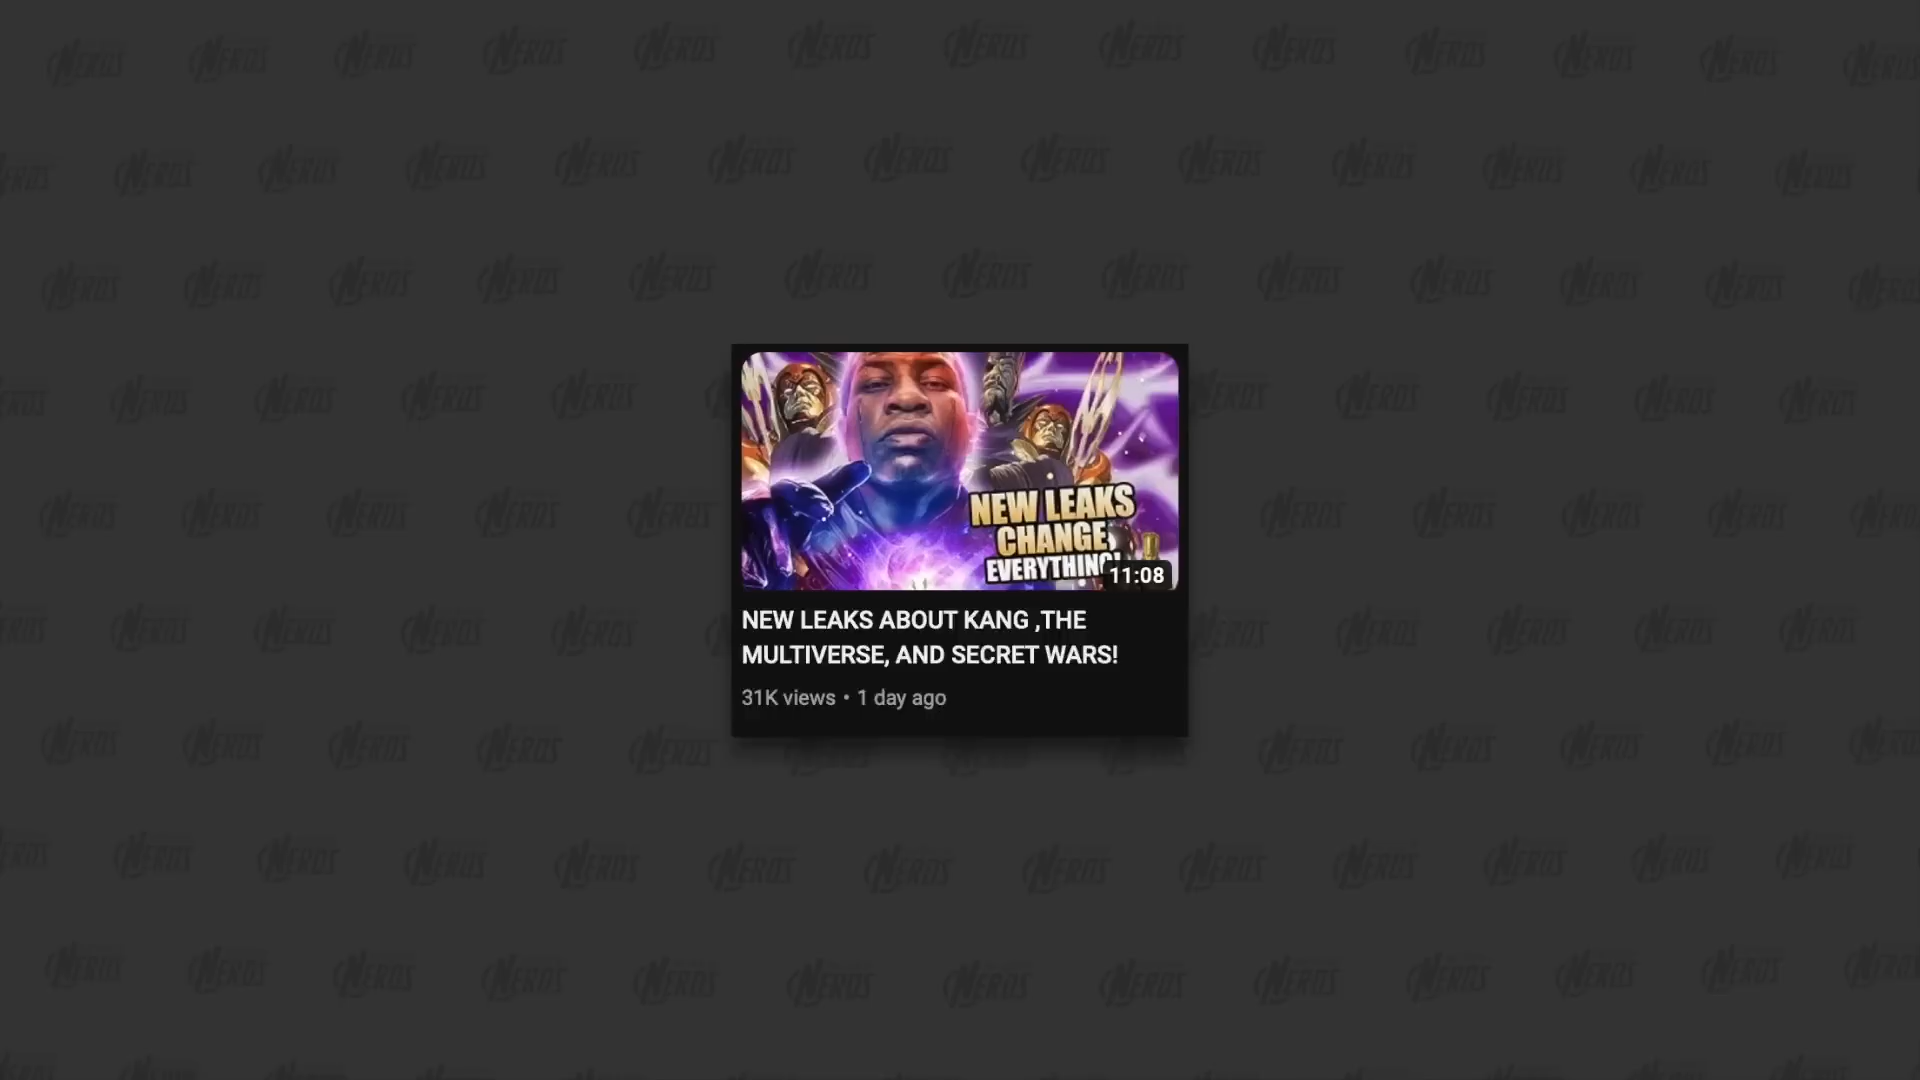 NEW LEAKS
CHANGE
EVERYTHING!
11:08
NEW LEAKS ABOUT KANG ,THE
MULTIVERSE, AND SECRET WARS!
31K views • 1 day ago